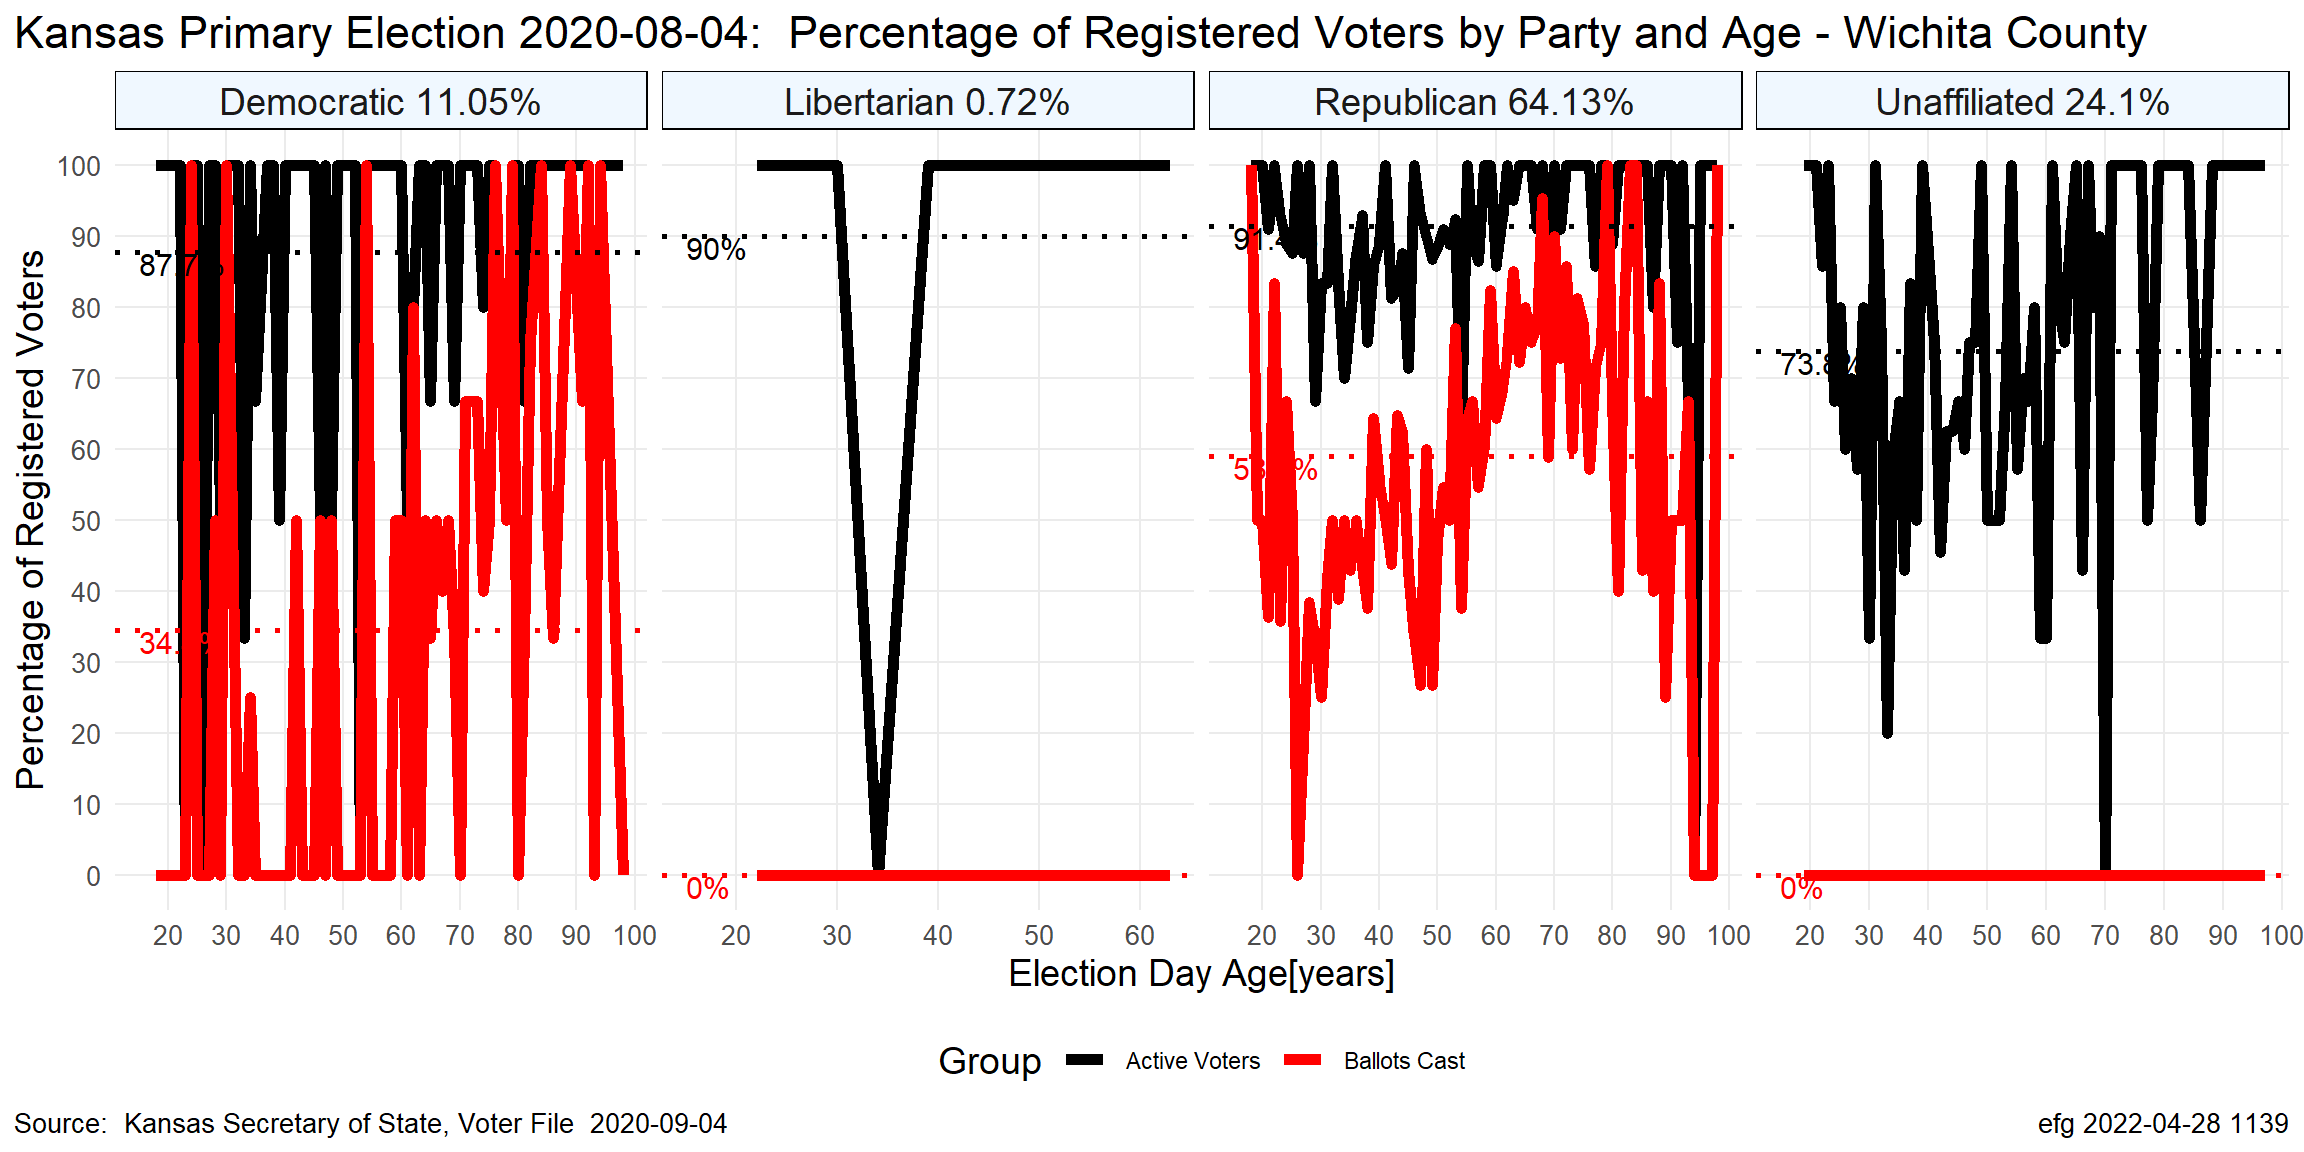 Kansas Primary Election 2020-08-04:  Percentage of Registered Voters by Party and Age - Wichita County
Democratic 11.05%
Libertarian 0.72%
Republican 64.13%
Unaffiliated 24.1%
Percentage of Registered Voters
100
90
80
70
60
50
40
30
20
10
0
87.7%
90%
73.8%
0%
0%
20 30 40 50 60 70 80 90 100
20 30 40 50 60
20 30 40 50 60 70 80 90 100
20 30 40 50 60 70 80 90 100
Election Day Age[years]
Group Active Voters Ballots Cast
Source:  Kansas Secretary of State, Voter File  2020-09-04
efg 2022-04-28 1139